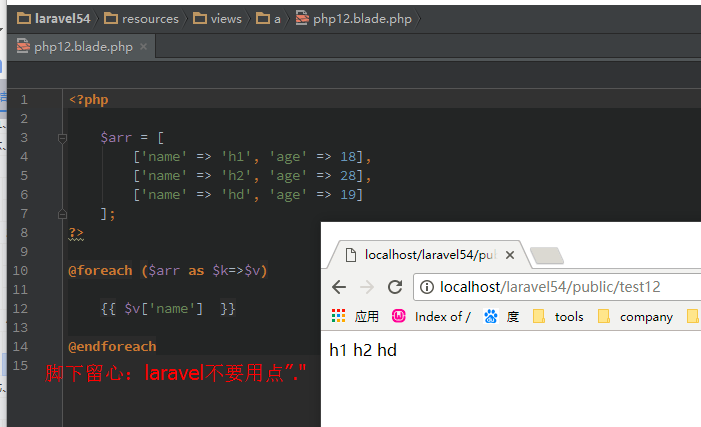 laravel54 resources views a php12.blade.php
php12.blade.php
1 <?php
2
3 $arr = [
4 ['name' => 'h1', 'age' => 18],
5 ['name' => 'h2', 'age' => 28],
6 ['name' => 'hd', 'age' => 19]
7 ];
8 ?>
9
10 @foreach ($arr as $k=>$v)
11
12 {{ $v['name'] }}
13
14 @endforeach
15
脚下留心：laravel不要用点"."
localhost/laravel54/pu
localhost/laravel54/public/test12
应用 Index of / 度 tools company
h1 h2 hd